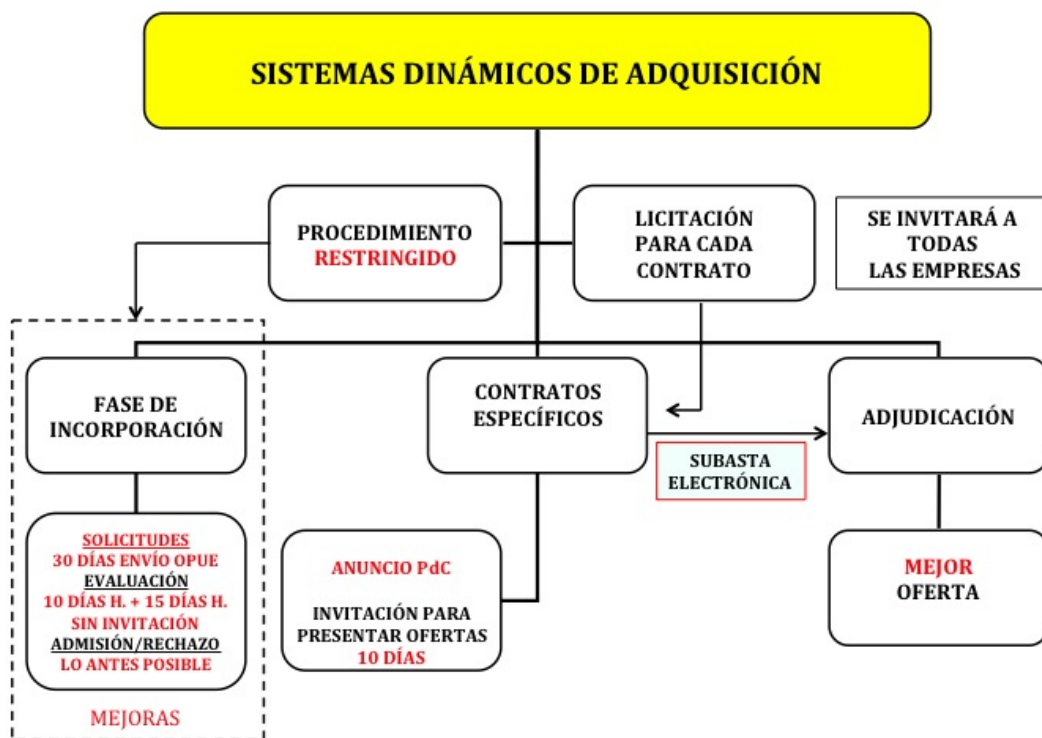 SISTEMAS DINÁMICOS DE ADQUISICIÓN
PROCEDIMIENTO
RESTRINGIDO
LICITACIÓN
PARA CADA
CONTRATO
SE INVITARÁ A
TODAS
LAS EMPRESAS
FASE DE
INCORPORACIÓN
CONTRATOS
ESPECÍFICOS
ADJUDICACIÓN
SUBASTA
ELECTRÓNICA
SOLICITUDES
30 DÍAS ENVÍO OPUE
EVALUACIÓN
10 DÍAS H. + 15 DÍAS H.
SIN INVITACIÓN
ADMISIÓN/RECHAZO
LO ANTES POSIBLE
MEJORAS
ANUNCIO PdC
INVITACIÓN PARA
PRESENTAR OFERTAS
10 DÍAS
MEJOR
OFERTA